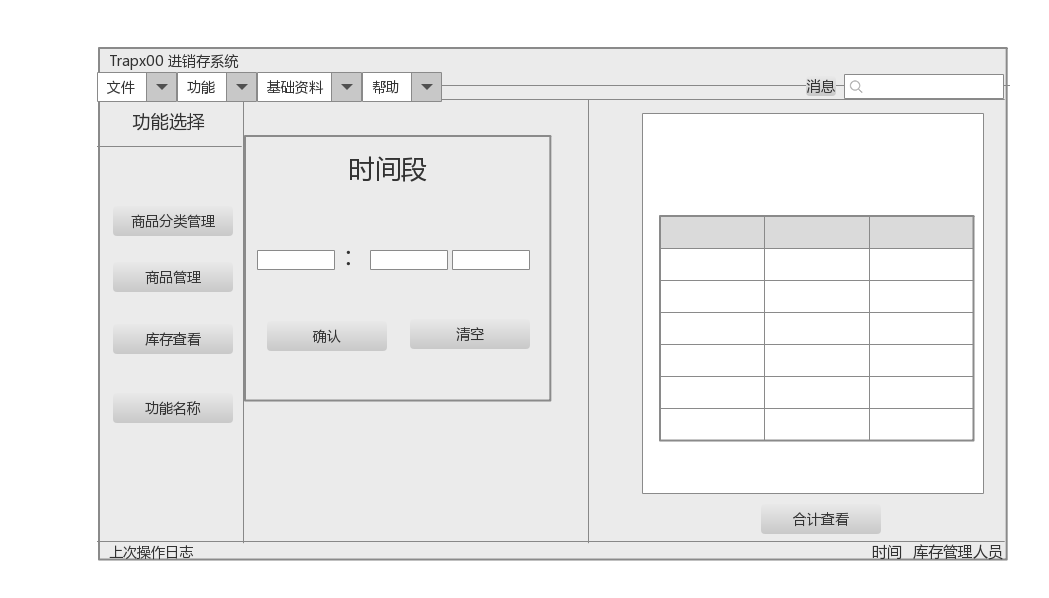 Trapx00 进销存系统
文件 功能 基础资料 帮助 消息
功能选择
时间段
商品分类管理
:
商品管理
库存查看
确认 清空
功能名称
合计查看
上次操作日志 时间 库存管理人员